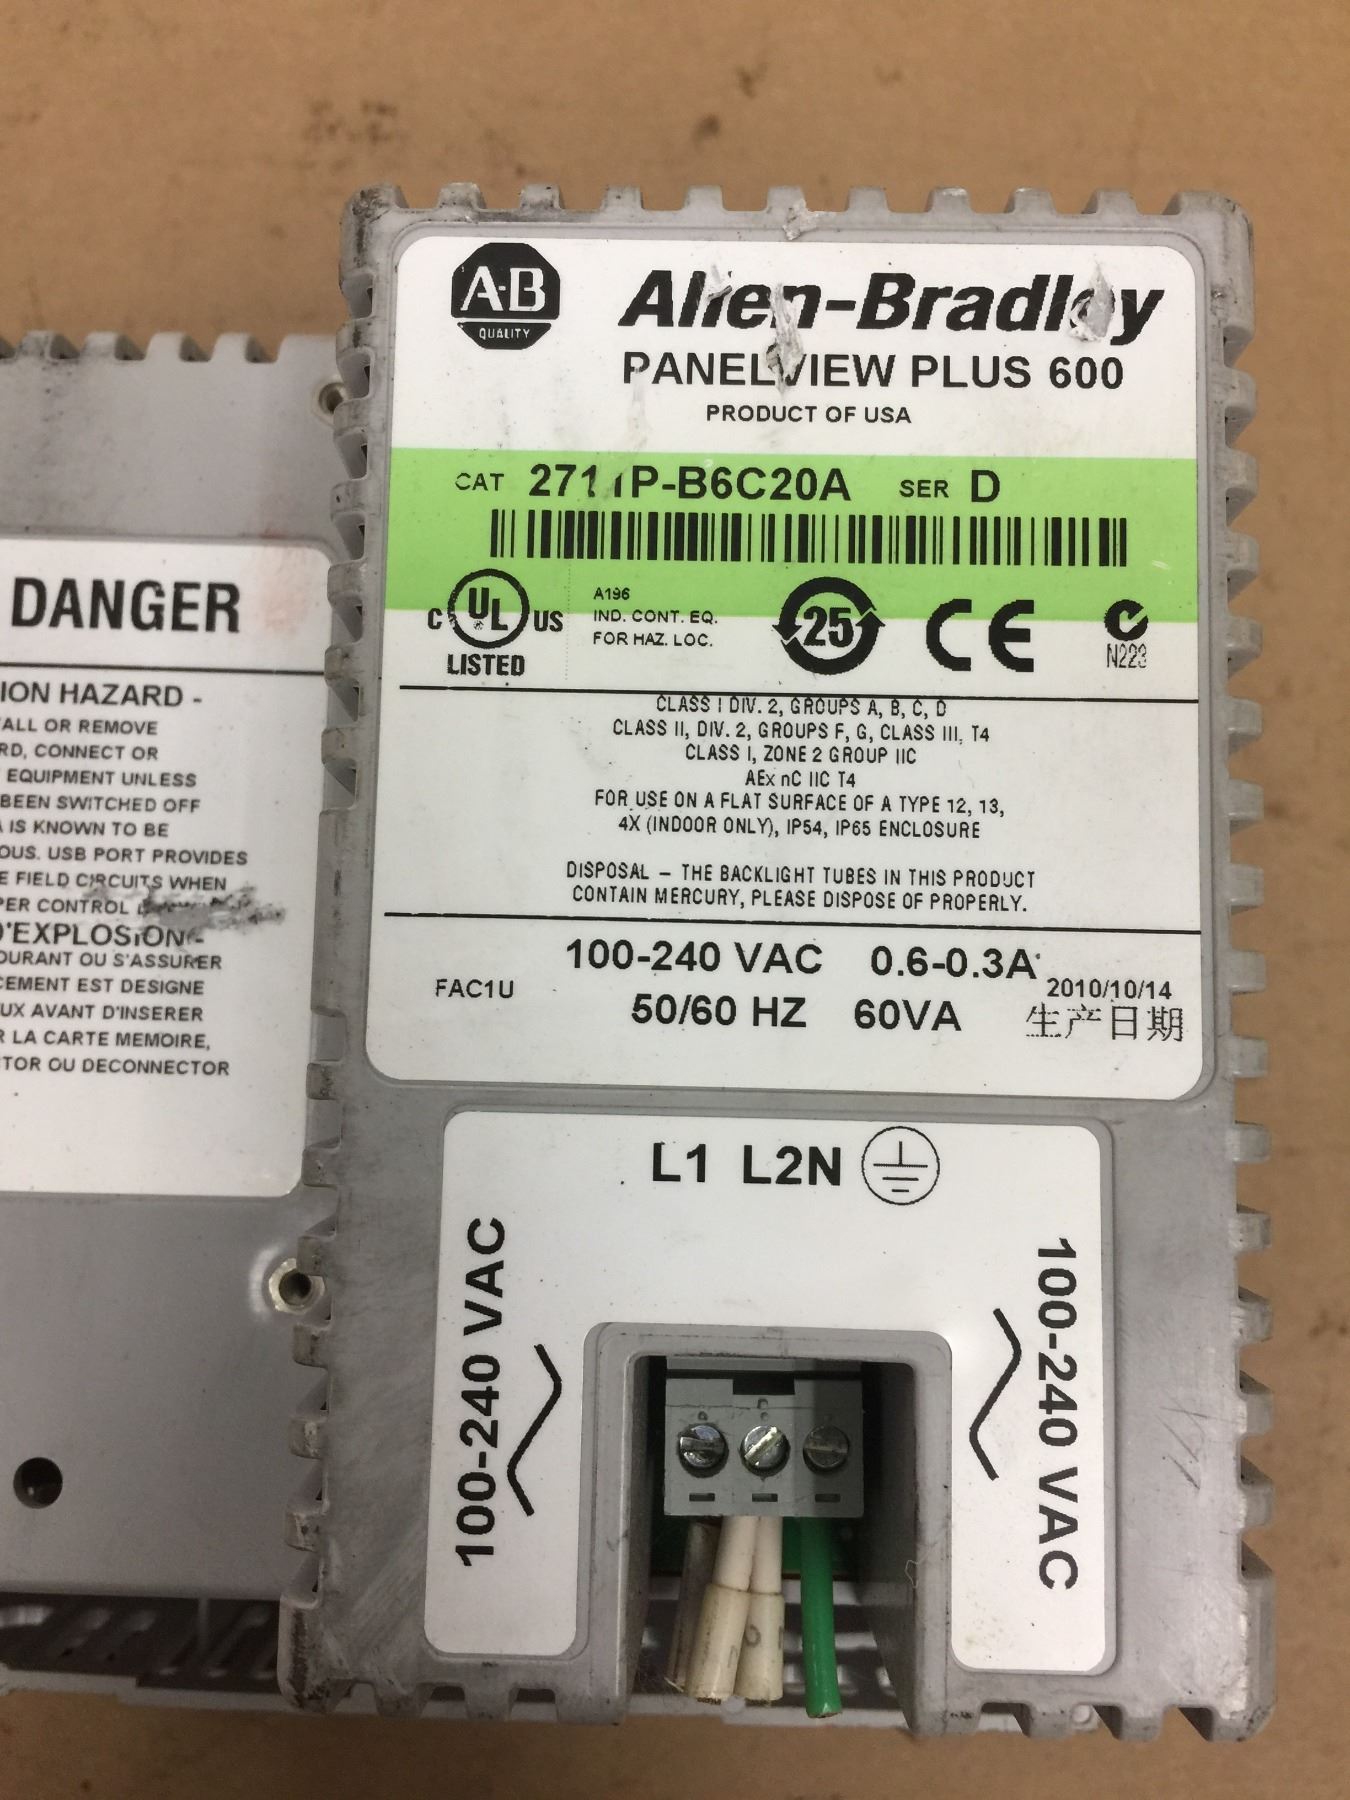 A-B
QUALITY
Allen-Bradley
PANELVIEW PLUS 600
PRODUCT OF USA
CAT 2711P-B6C20A SER D
C UL US
LISTED
A196
IND. CONT. EQ.
FOR HAZ. LOC.
25
CE
N223
CLASS I DIV. 2, GROUPS A, B, C, D
CLASS II, DIV. 2, GROUPS F, G, CLASS III, T4
CLASS I, ZONE 2 GROUP IIC
AEx nC IIC T4
FOR USE ON A FLAT SURFACE OF A TYPE 12, 13,
4X (INDOOR ONLY), IP54, IP65 ENCLOSURE
DISPOSAL – THE BACKLIGHT TUBES IN THIS PRODUCT
CONTAIN MERCURY, PLEASE DISPOSE OF PROPERLY.
100-240 VAC 0.6-0.3A
FAC1U
50/60 HZ 60VA
2010/10/14
生产日期
L1 L2N
100-240 VAC
100-240 VAC
DANGER
ION HAZARD -
ALL OR REMOVE
RD, CONNECT OR
EQUIPMENT UNLESS
BEEN SWITCHED OFF
IS KNOWN TO BE
OUS. USB PORT PROVIDES
E FIELD CIRCUITS WHEN
PER CONTROL
D'EXPLOSION -
OURANT OU S'ASSURER
CEMENT EST DESIGNE
UX AVANT D'INSERER
R LA CARTE MEMOIRE,
TOR OU DECONNECTOR